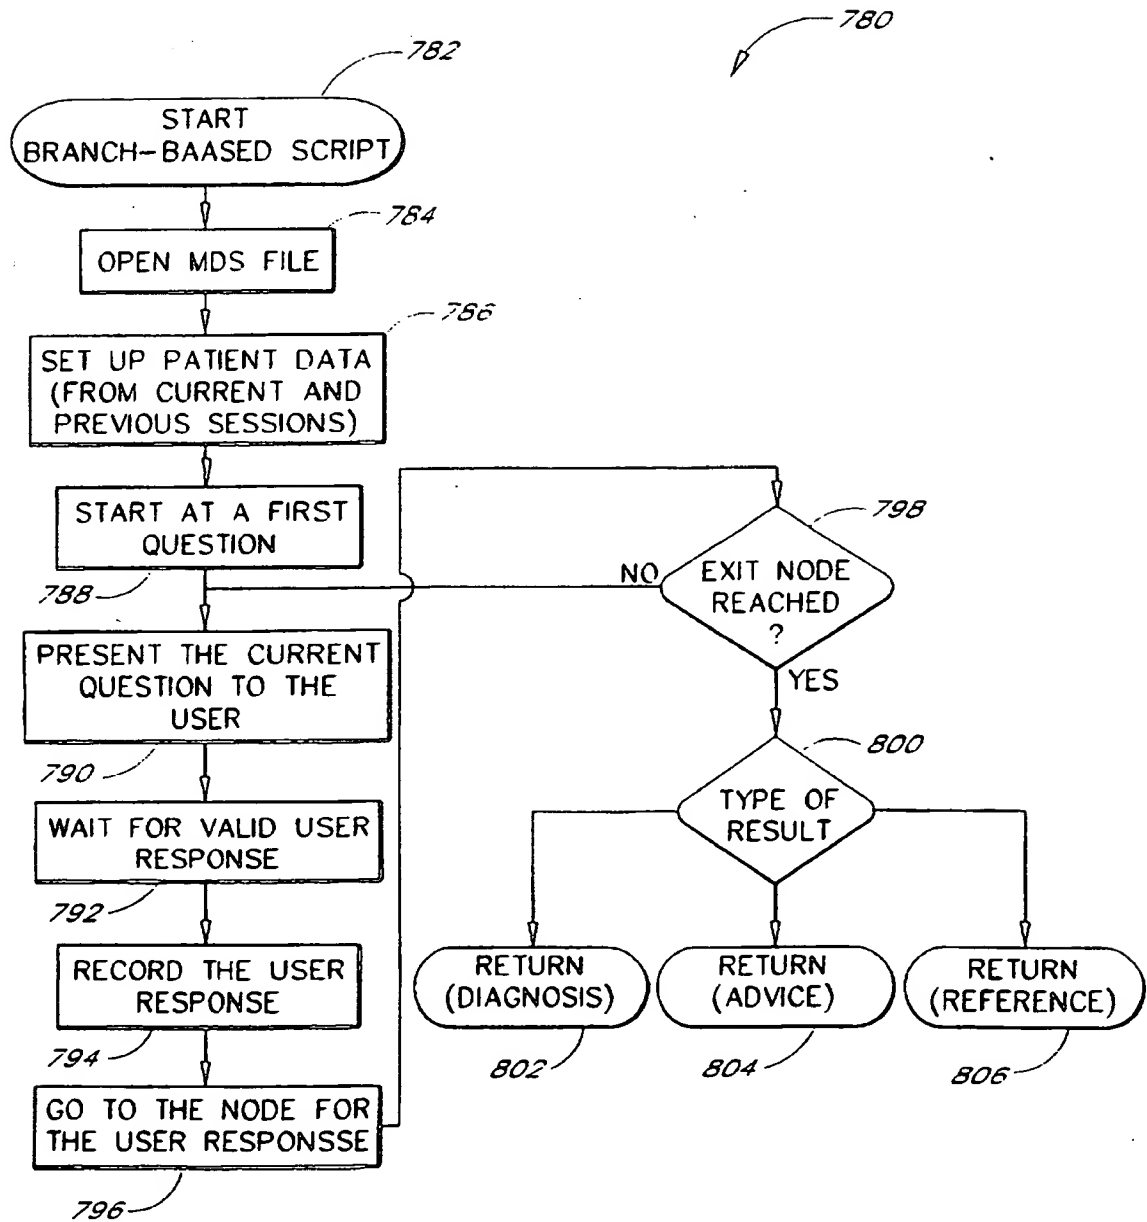 780
782
START
BRANCH-BAASED SCRIPT
784
OPEN MDS FILE
786
SET UP PATIENT DATA
(FROM CURRENT AND
PREVIOUS SESSIONS)
START AT A FIRST
QUESTION
788
798
EXIT NODE
REACHED
?
NO
YES
PRESENT THE CURRENT
QUESTION TO THE
USER
790
800
TYPE OF
RESULT
WAIT FOR VALID USER
RESPONSE
792
RECORD THE USER
RESPONSE
794
RETURN
(DIAGNOSIS)
802
RETURN
(ADVICE)
804
RETURN
(REFERENCE)
806
GO TO THE NODE FOR
THE USER RESPONSSE
796